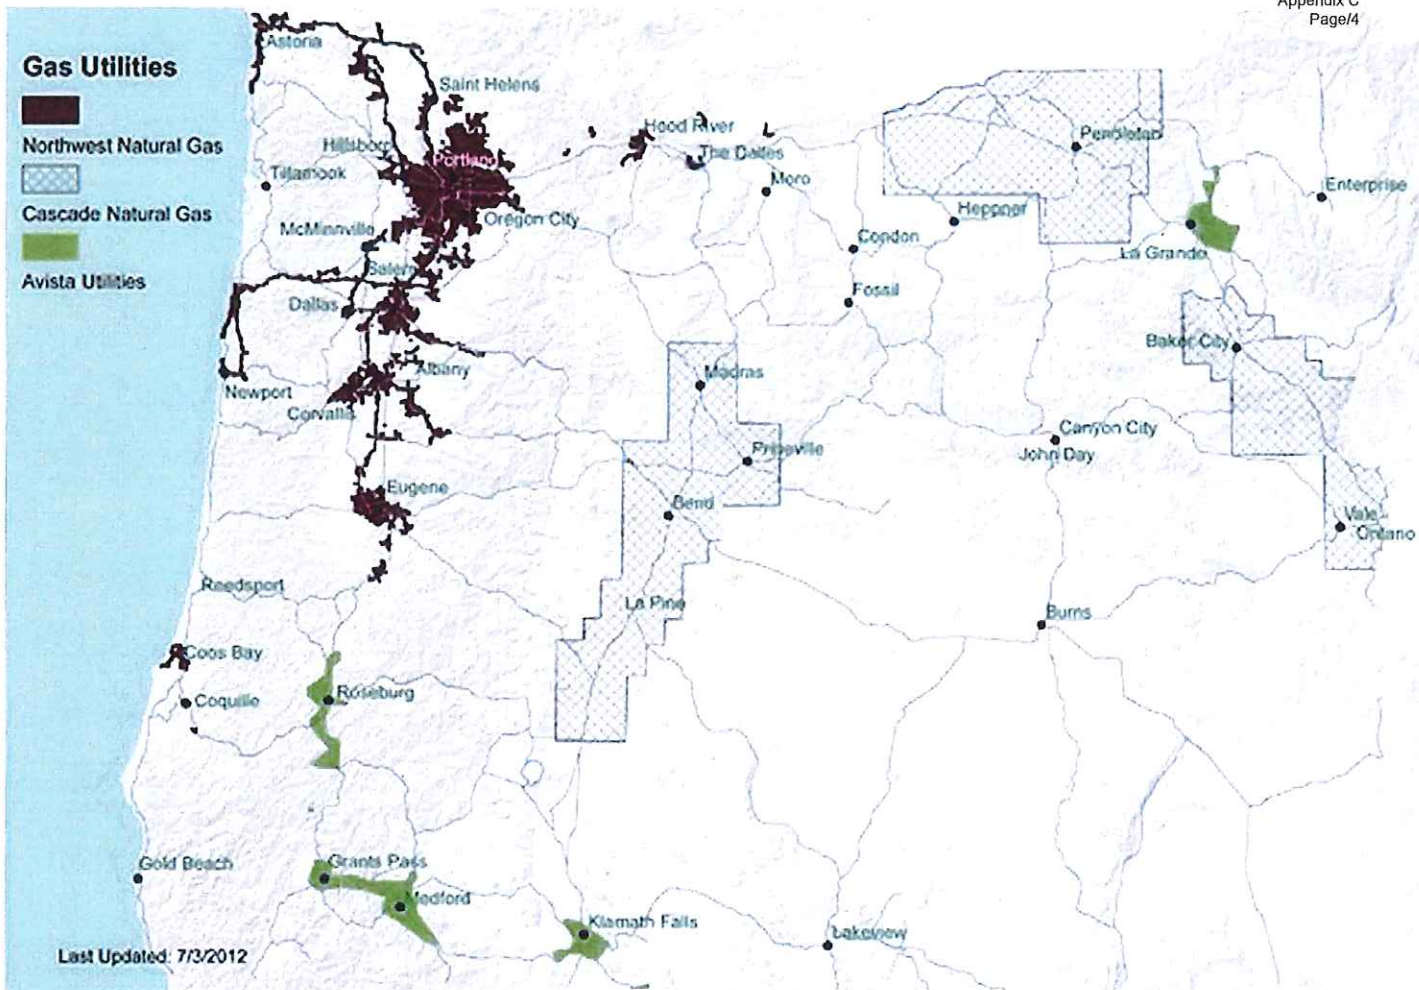 Appendix C
Page/4
Gas Utilities
Northwest Natural Gas
Cascade Natural Gas
Avista Utilities
Astoria
Saint Helens
Hillsboro
Portland
Hood River
The Dalles
Pendleton
Tillamook
Moro
Enterprise
McMinnville
Oregon City
Heppner
Condon
La Grande
Salem
Dallas
Fossil
Baker City
Albany
Madras
Newport
Corvallis
Prineville
Canyon City
John Day
Eugene
Bend
Vale
Ontario
Reedsport
La Pine
Burns
Coos Bay
Coquille
Roseburg
Gold Beach
Grants Pass
Medford
Klamath Falls
Lakeview
Last Updated: 7/3/2012